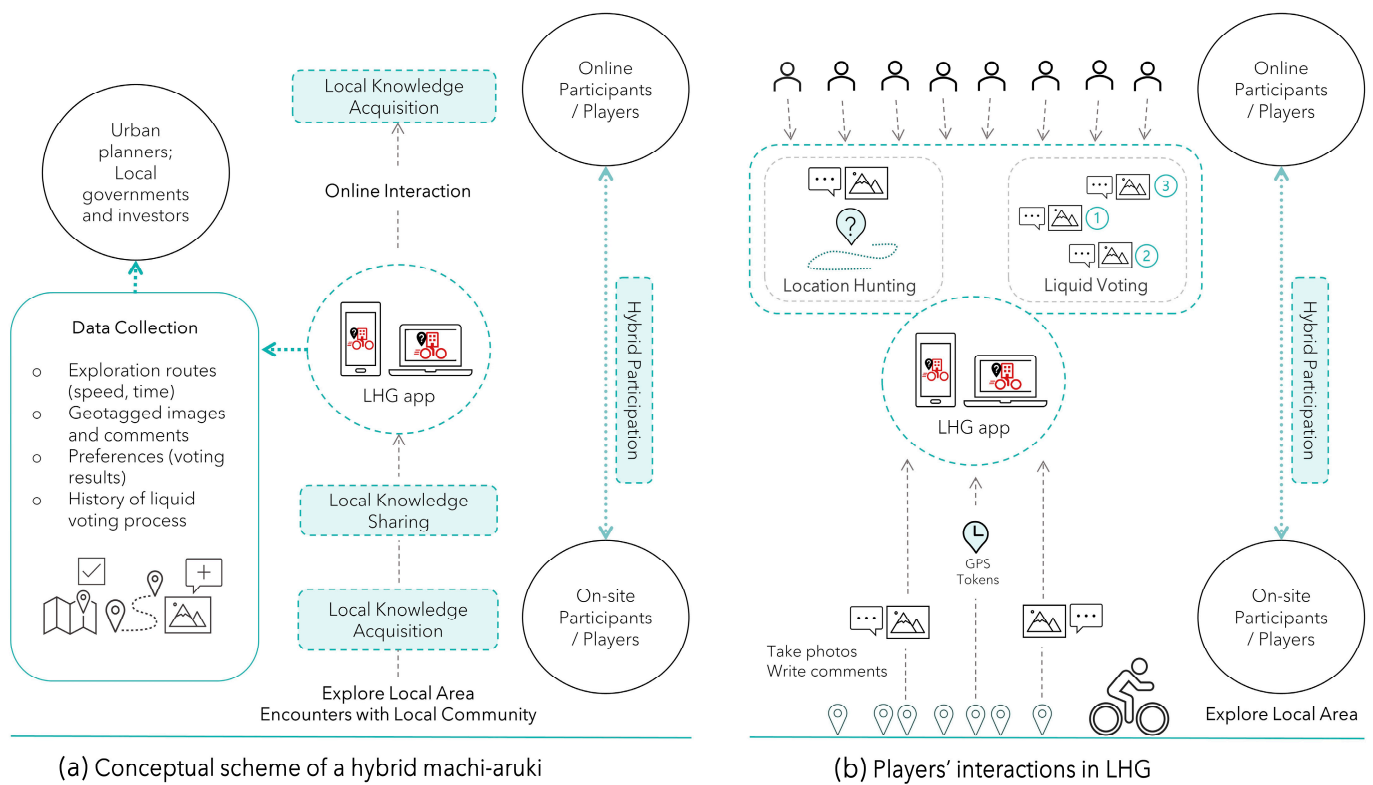 Urban
planners;
Local
governments
and investors
Data Collection
o Exploration routes
(speed, time)
o Geotagged images
and comments
o Preferences (voting
results)
o History of liquid
voting process
Local Knowledge
Acquisition
Online Interaction
?
?
LHG app
Local Knowledge
Sharing
Local Knowledge
Acquisition
Explore Local Area
Encounters with Local Community
Online
Participants
/ Players
Hybrid Participation
On-site
Participants
/ Players
(a) Conceptual scheme of a hybrid machi-aruki
?
Location Hunting
3
1
2
Liquid Voting
?
?
LHG app
GPS
Tokens
Take photos
Write comments
Online
Participants
/ Players
Hybrid Participation
On-site
Participants
/ Players
Explore Local Area
(b) Players’ interactions in LHG